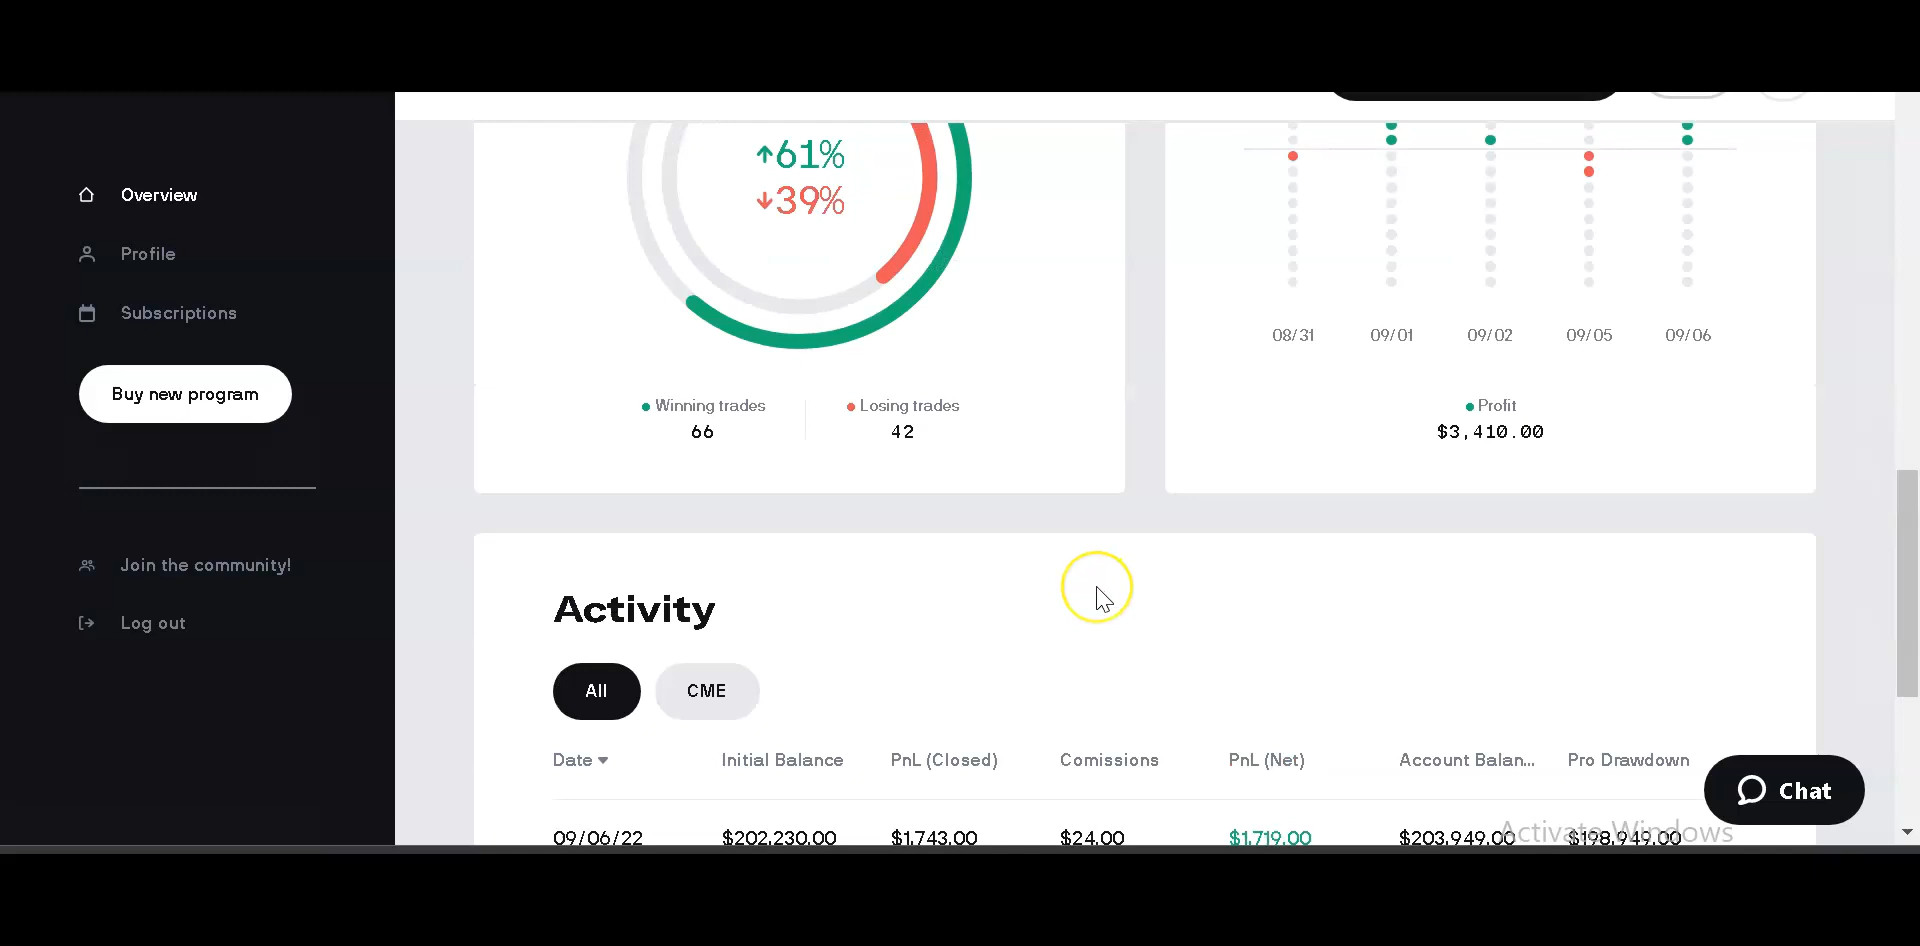 Overview
Profile
Subscriptions
Buy new program
Join the community!
Log out
↑61%
↓39%
Winning trades
66
Losing trades
42
08/31 09/01 09/02 09/05 09/06
Profit
$3,410.00
Activity
All CME
Date Initial Balance PnL (Closed) Comissions PnL (Net) Account Balan... Pro Drawdown
09/06/22 $202,230.00 $1,743.00 $24.00 $1,719.00 $203,949.00 $198,949.00
Chat
Activate Windows